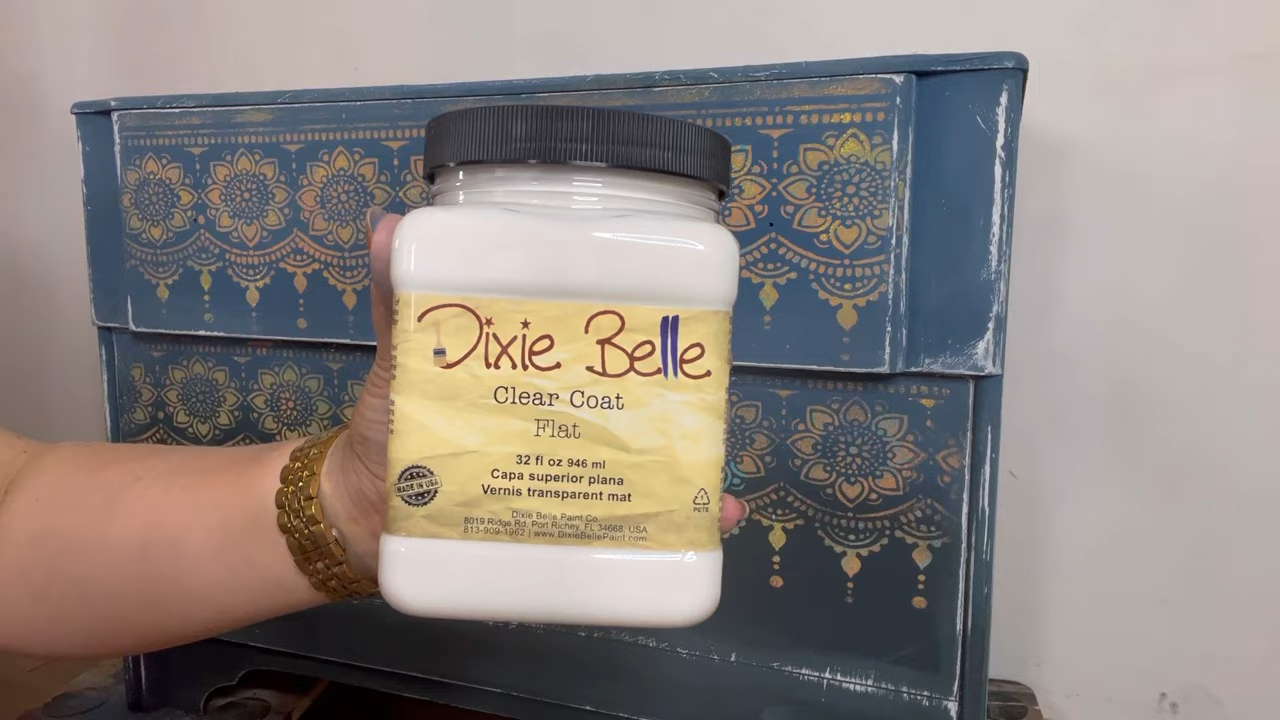 Dixie Belle
Clear Coat
Flat
32 fl oz 946 ml
Capa superior plana
Vernis transparent mat
MADE IN USA
PETE
Dixie Belle Paint Co.
8019 Ridge Rd, Port Richey, FL 34668, USA
813-909-1962 | www.DixieBellePaint.com